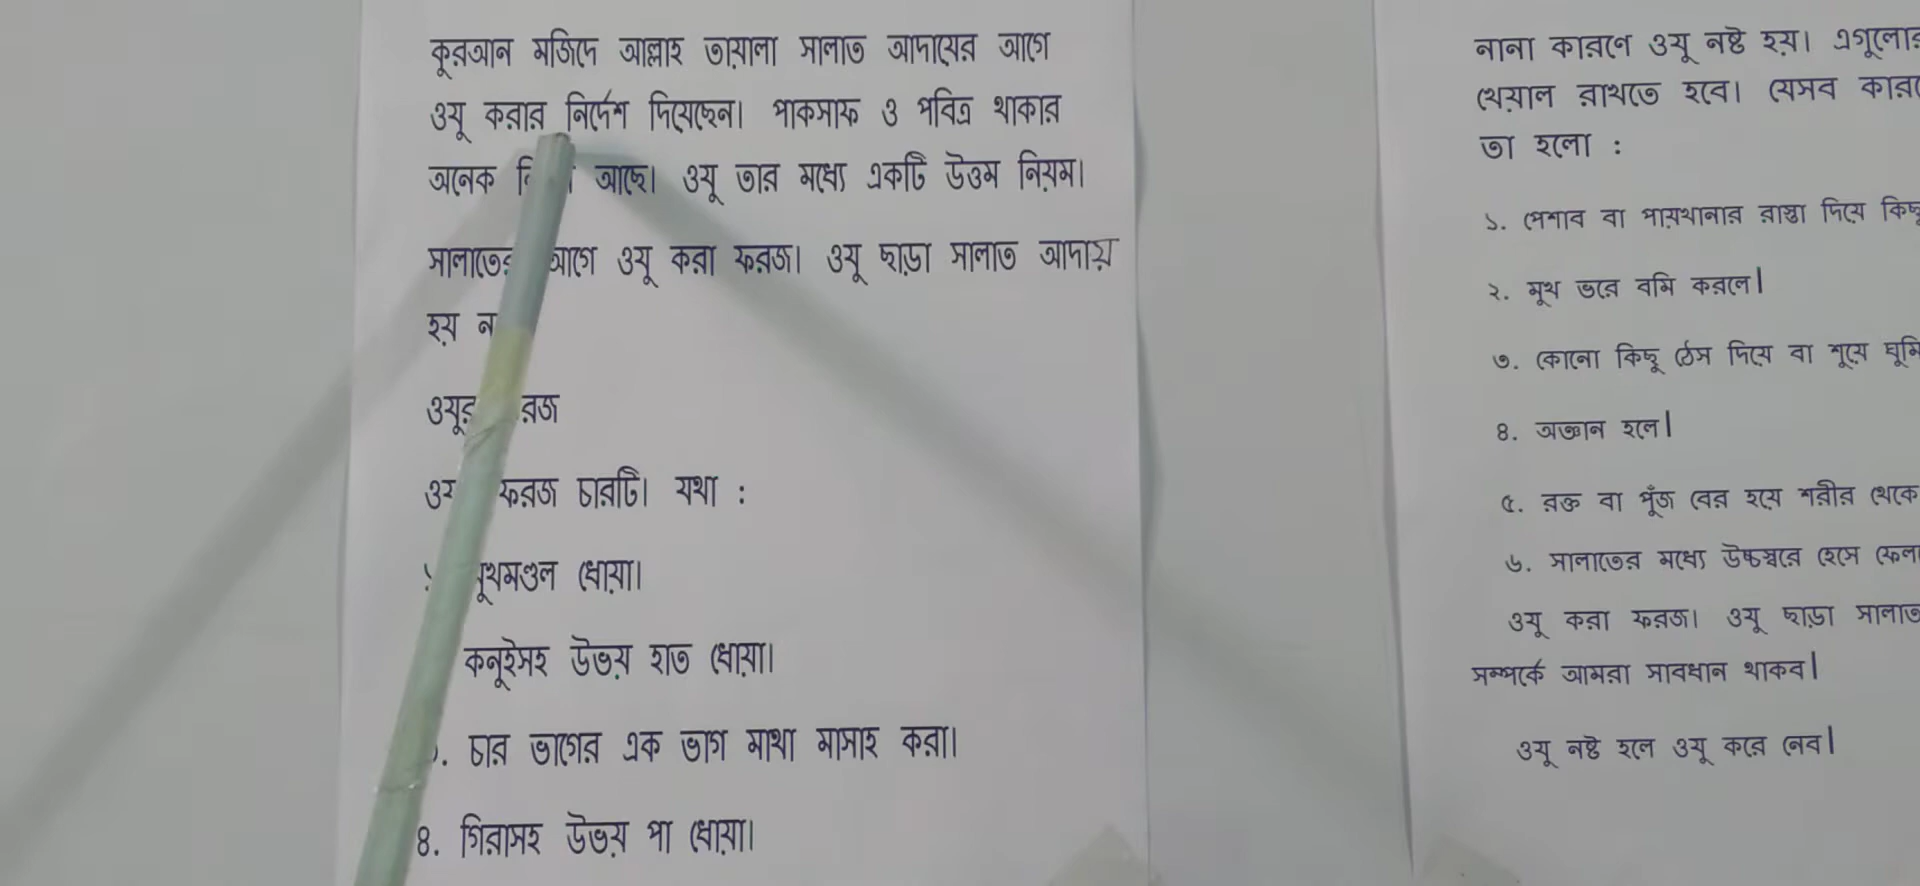 কুরআন মজিদে আল্লাহ তায়ালা সালাত আদায়ের আগে
ওযূ করার নির্দেশ দিয়েছেন। পাকসাফ ও পবিত্র থাকার
অনেক আছে। ওযূ তার মধ্যে একটি উত্তম নিয়ম।
সালাতের আগে ওযূ করা ফরজ। ওযূ ছাড়া সালাত আদায়
হয়
ওযূর
ফরজ চারটি। যথা :
মুখমণ্ডল ধোয়া।
কনুইসহ উভয় হাত ধোয়া।
চার ভাগের এক ভাগ মাথা মাসাহ করা।
৪. গিরাসহ উভয় পা ধোয়া।
নানা কারণে ওযূ নষ্ট হয়। এগুলোর
খেয়াল রাখতে হবে। যেসব
তা হলো :
১. পেশাব বা পায়খানার রাস্তা দিয়ে কিছু
২. মুখ ভরে বমি করলে।
৩. কোনো কিছু ঠেস দিয়ে বা শুয়ে
৪. অজ্ঞান হলে।
৫. রক্ত বা পুঁজ বের হয়ে শরীর থেকে
৬. সালাতের মধ্যে উচ্চস্বরে হেসে
ওযূ করা ফরজ। ওযূ ছাড়া সালাত
সম্পর্কে আমরা সাবধান থাকব।
ওযূ নষ্ট হলে ওযূ করে নেব।